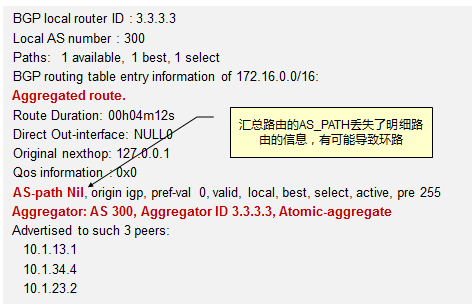 BGP local router ID : 3.3.3.3
Local AS number : 300
Paths:   1 available, 1 best, 1 select
BGP routing table entry information of 172.16.0.0/16:
Aggregated route.
Route Duration: 00h04m12s
Direct Out-interface: NULL0
Original nexthop: 127.0.0.1
Qos information : 0x0
AS-path Nil, origin igp, pref-val 0, valid, local, best, select, active, pre 255
Aggregator: AS 300, Aggregator ID 3.3.3.3, Atomic-aggregate
Advertised to such 3 peers:
10.1.13.1
10.1.34.4
10.1.23.2
汇总路由的AS_PATH丢失了明细路
由的信息，有可能导致环路